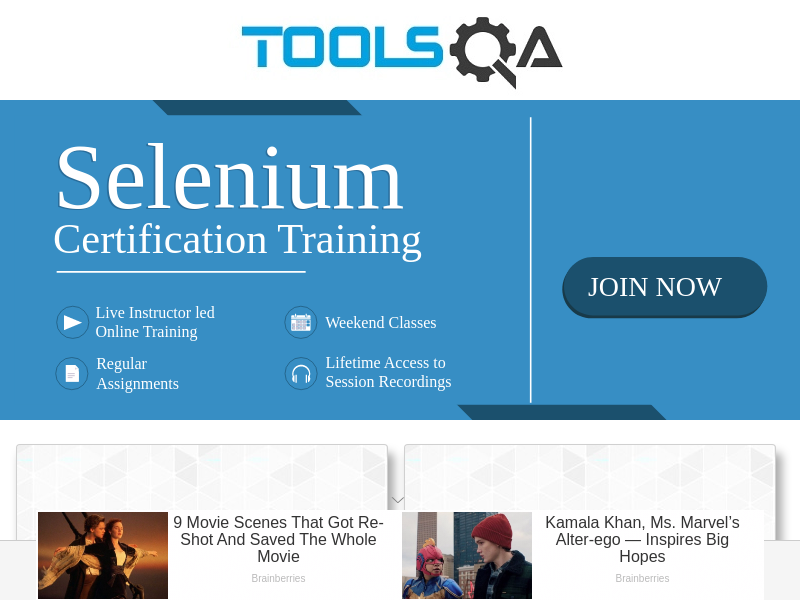 TOOLSQA
Selenium
Certification Training
Live Instructor led
Online Training
Weekend Classes
Regular
Assignments
Lifetime Access to
Session Recordings
JOIN NOW
9 Movie Scenes That Got Re-
Shot And Saved The Whole
Movie
Brainberries
Kamala Khan, Ms. Marvel’s
Alter-ego — Inspires Big
Hopes
Brainberries